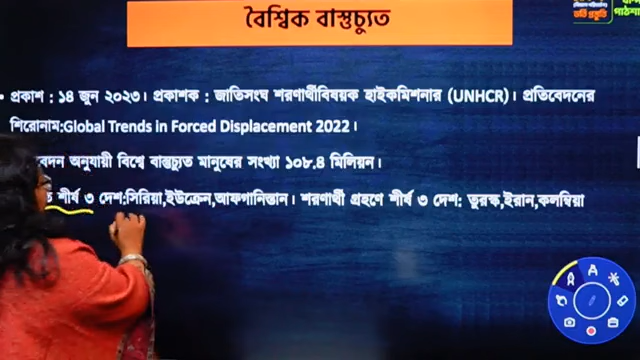 বৈশ্বিক বাস্তুচ্যুত
প্রকাশ : ১৪ জুন ২০২৩। প্রকাশক : জাতিসংঘ শরণার্থীবিষয়ক হাইকমিশনার (UNHCR)। প্রতিবেদনের
শিরোনাম:Global Trends in Forced Displacement 2022।
অনুযায়ী বিশ্বে বাস্তুচ্যুত মানুষের সংখ্যা ১০৮.৪ মিলিয়ন।
শীর্ষ ৩ দেশ:সিরিয়া,ইউক্রেন,আফগানিস্তান। শরণার্থী গ্রহণে শীর্ষ ৩ দেশ: তুরস্ক,ইরান,কলম্বিয়া